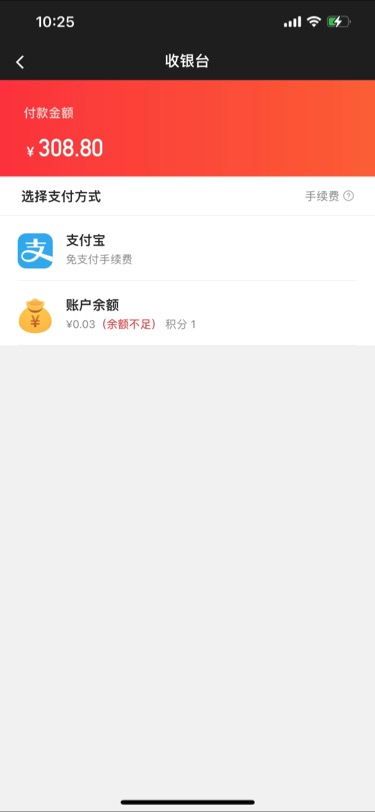 10:25
收银台
付款金额
¥308.80
选择支付方式
手续费 ?
支
支付宝
免支付手续费
¥
账户余额
¥0.03（余额不足） 积分 1